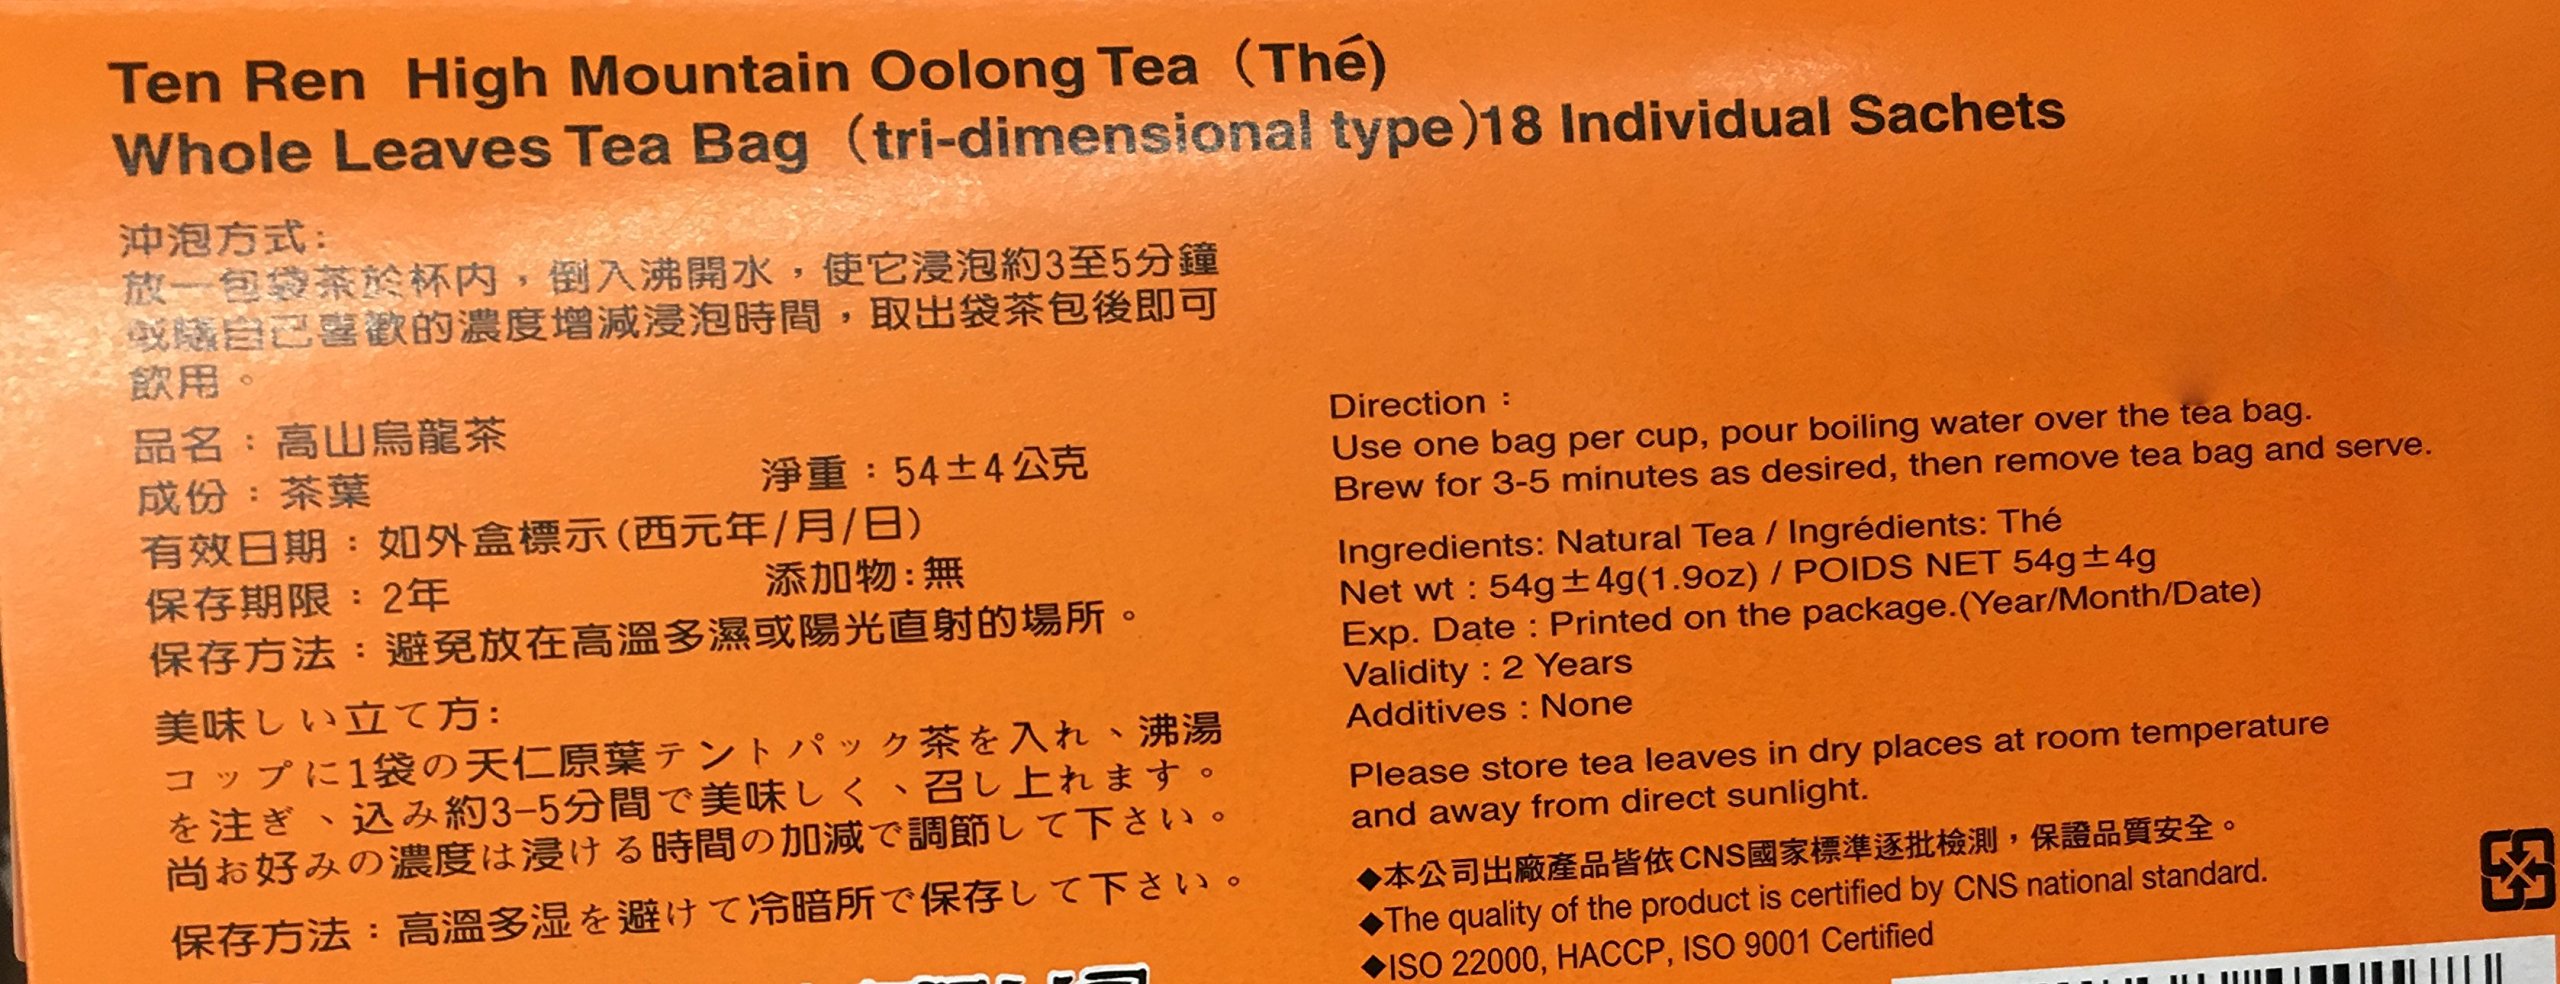 Ten Ren High Mountain Oolong Tea（Thé)
Whole Leaves Tea Bag（tri-dimensional type)18 Individual Sachets
沖泡方式:
放一包袋茶於杯內，倒入沸開水，使它浸泡約3至5分鐘
或隨自己喜歡的濃度增減浸泡時間，取出袋茶包後即可
飲用。
品名：高山烏龍茶
成份：茶葉 淨重：54±4公克
有效日期：如外盒標示(西元年/月/日)
保存期限：2年 添加物:無
保存方法：避免放在高溫多濕或陽光直射的場所。
美味しい立て方:
コップに1袋の天仁原葉テントパック茶を入れ、沸湯
を注ぎ、込み約3-5分間で美味しく、召し上れます。
尚お好みの濃度は浸ける時間の加減で調節して下さい。
保存方法：高溫多湿を避けて冷暗所で保存して下さい。
Direction：
Use one bag per cup, pour boiling water over the tea bag.
Brew for 3-5 minutes as desired, then remove tea bag and serve.
Ingredients: Natural Tea / Ingrédients: Thé
Net wt : 54g±4g(1.9oz) / POIDS NET 54g±4g
Exp. Date : Printed on the package.(Year/Month/Date)
Validity : 2 Years
Additives : None
Please store tea leaves in dry places at room temperature
and away from direct sunlight.
◆本公司出廠產品皆依CNS國家標準逐批檢測，保證品質安全。
◆The quality of the product is certified by CNS national standard.
◆ISO 22000, HACCP, ISO 9001 Certified